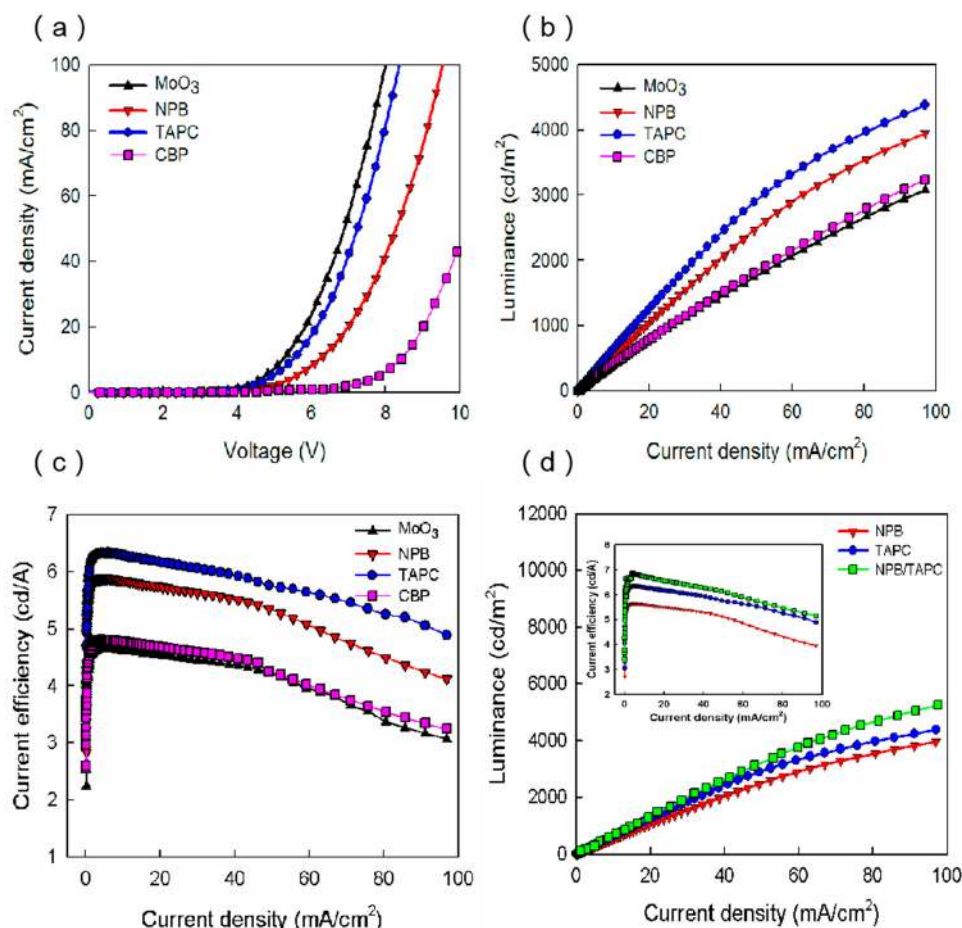 ( a )
Current density (mA/cm²)
100
80
60
40
20
0
MoO₃
NPB
TAPC
CBP
0 2 4 6 8 10
Voltage (V)
( b )
Luminance (cd/m²)
5000
4000
3000
2000
1000
0
MoO₃
NPB
TAPC
CBP
0 20 40 60 80 100
Current density (mA/cm²)
( c )
Current efficiency (cd/A)
7
6
5
4
3
2
1
MoO₃
NPB
TAPC
CBP
0 20 40 60 80 100
Current density (mA/cm²)
( d )
Luminance (cd/m²)
12000
10000
8000
6000
4000
2000
0
NPB
TAPC
NPB/TAPC
Current efficiency (cd/A)
8
7
6
5
4
3
2
0 20 40 60 80 100
Current density (mA/cm²)
0 20 40 60 80 100
Current density (mA/cm²)